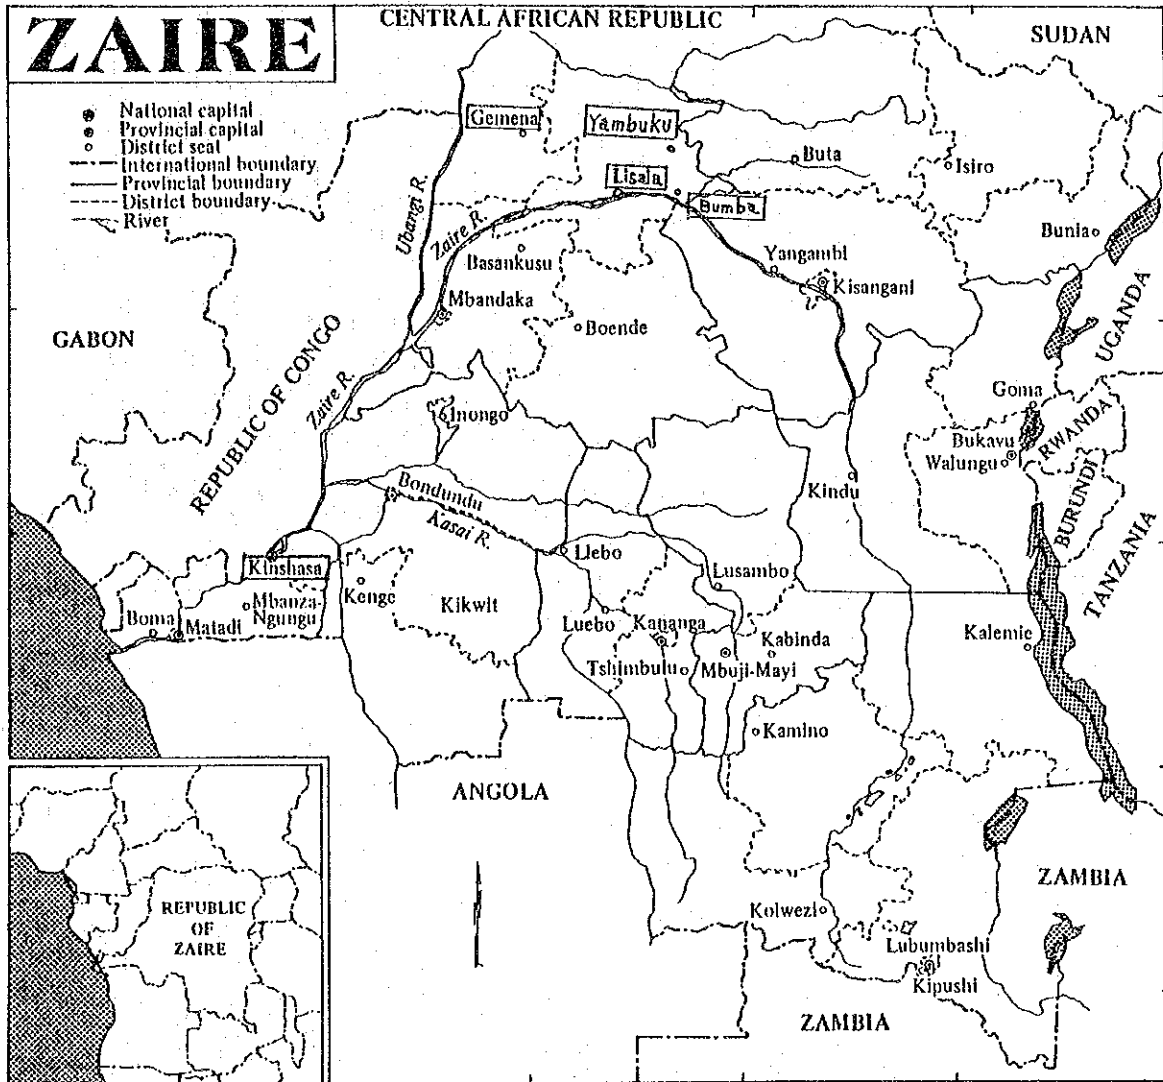 ZAIRE
CENTRAL AFRICAN REPUBLIC
SUDAN
National capital
Provincial capital
District seat
International boundary
Provincial boundary
District boundary
River
Gemena
Yambuku
Buta
Isiro
Lisala
Bumba
Ubangi R.
Zaire R.
Bunia
Basankusu
Yangambi
Kisangani
Mbandaka
Boende
GABON
UGANDA
REPUBLIC OF CONGO
Zaire R.
Goma
Inongo
RWANDA
Bukavu
Walungu
Kindu
BURUNDI
Bondundu
Kasai R.
TANZANIA
Kinshasa
Ilebo
Lusambo
Kenge
Kikwit
Mbanza-
Ngungu
Boma
Matadi
Luebo
Kananga
Kabinda
Kalemie
Tshimbulu
Mbuji-Mayi
Kamino
ANGOLA
ZAMBIA
REPUBLIC
OF
ZAIRE
Kolwezi
Lubumbashi
Kipushi
ZAMBIA